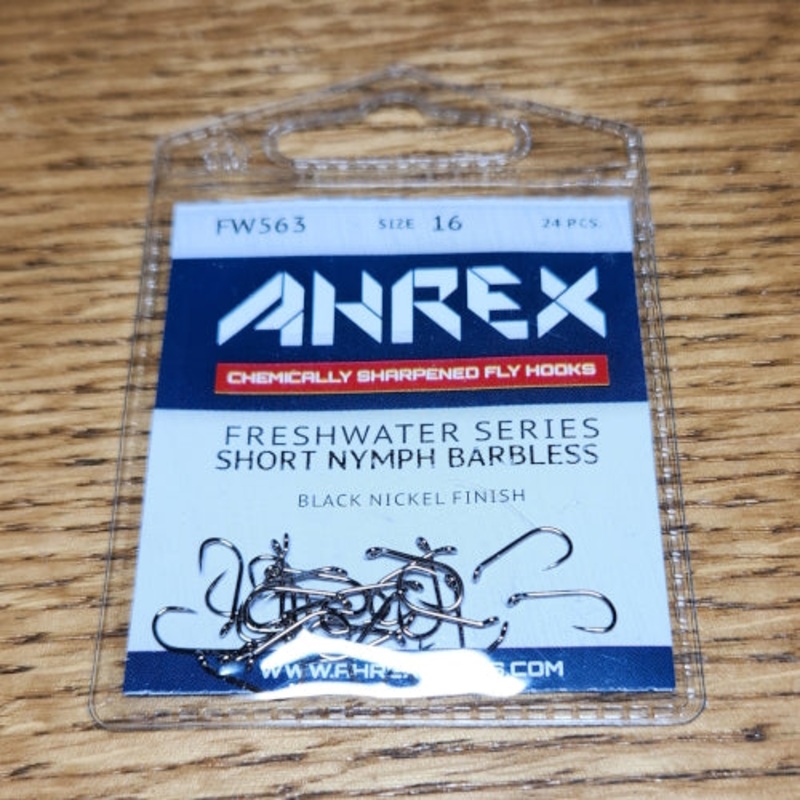 FW563 SIZE 16 24 PCS.
AHREX
CHEMICALLY SHARPENED FLY HOOKS
FRESHWATER SERIES
SHORT NYMPH BARBLESS
BLACK NICKEL FINISH